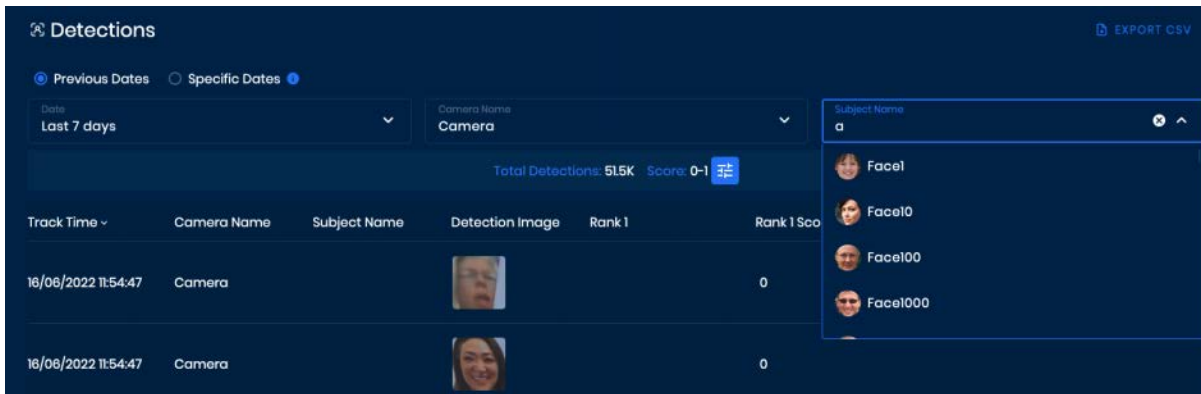 Detections
EXPORT CSV
Previous Dates Specific Dates
Date
Last 7 days
Camera Name
Camera
Subject Name
a
Total Detections: 51.5K Score: 0-1
Face1
Face10
Face100
Face1000
Track Time Camera Name Subject Name Detection Image Rank 1 Rank 1 Sco
16/06/2022 11:54:47 Camera 0
16/06/2022 11:54:47 Camera 0